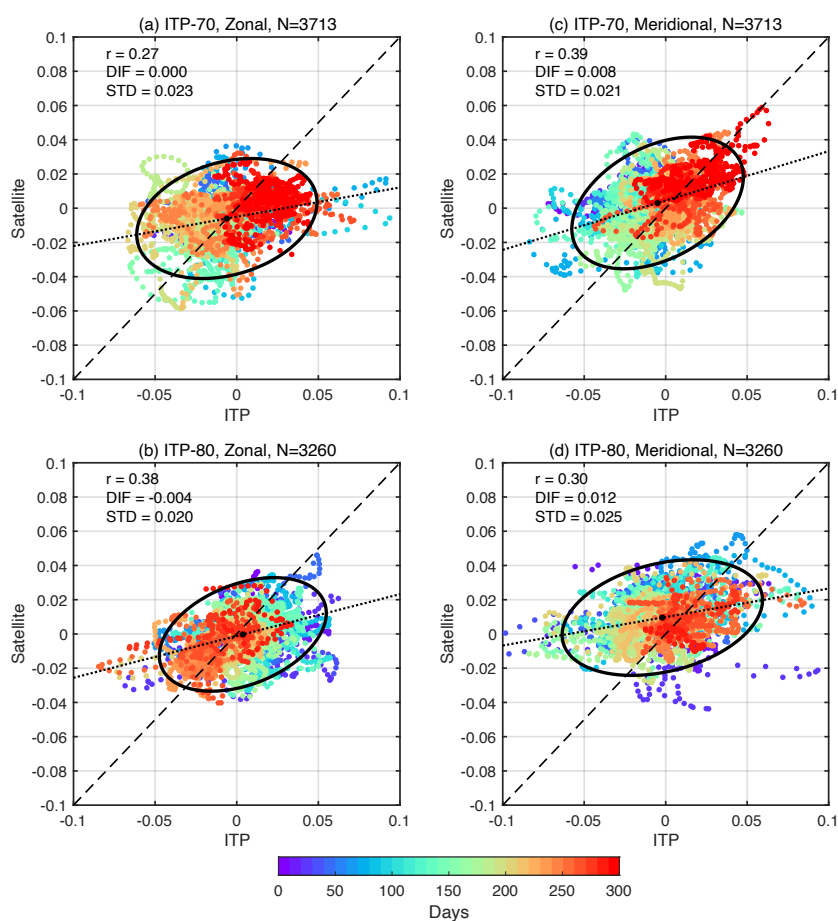 (a) ITP-70, Zonal, N=3713
r = 0.27
DIF = 0.000
STD = 0.023
0.1
0.08
0.06
0.04
0.02
0
-0.02
-0.04
-0.06
-0.08
-0.1
Satellite
-0.1 -0.05 0 0.05 0.1
ITP
(c) ITP-70, Meridional, N=3713
r = 0.39
DIF = 0.008
STD = 0.021
0.1
0.08
0.06
0.04
0.02
0
-0.02
-0.04
-0.06
-0.08
-0.1
Satellite
-0.1 -0.05 0 0.05 0.1
ITP
(b) ITP-80, Zonal, N=3260
r = 0.38
DIF = -0.004
STD = 0.020
0.1
0.08
0.06
0.04
0.02
0
-0.02
-0.04
-0.06
-0.08
-0.1
Satellite
-0.1 -0.05 0 0.05 0.1
ITP
(d) ITP-80, Meridional, N=3260
r = 0.30
DIF = 0.012
STD = 0.025
0.1
0.08
0.06
0.04
0.02
0
-0.02
-0.04
-0.06
-0.08
-0.1
Satellite
-0.1 -0.05 0 0.05 0.1
ITP
0 50 100 150 200 250 300
Days